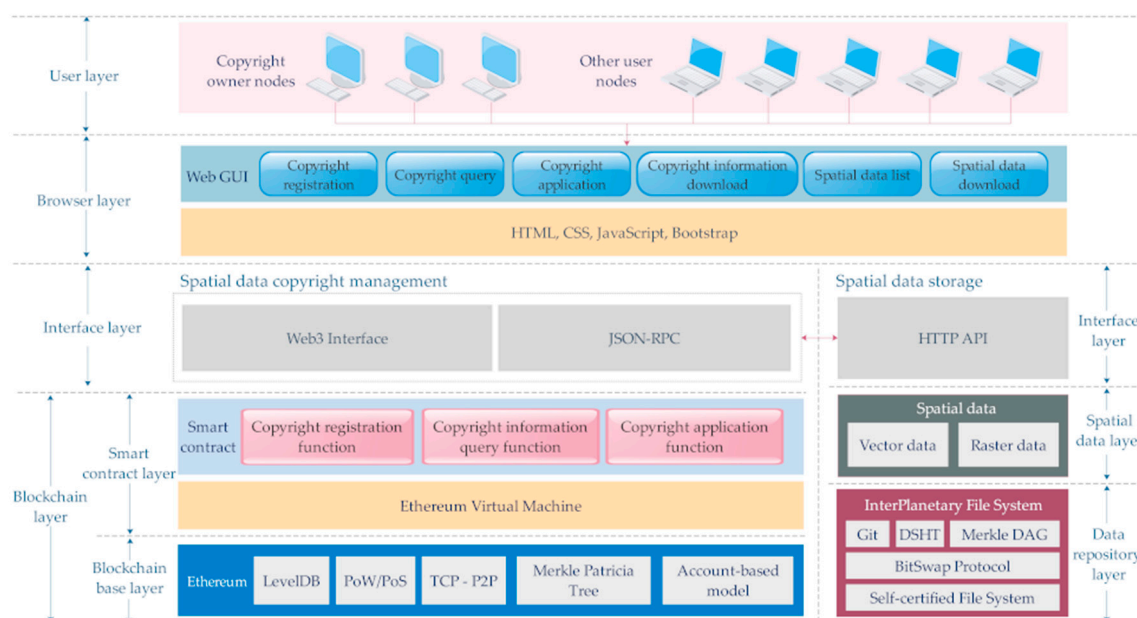 User layer
Copyright
owner nodes
Other user
nodes
Browser layer
Web GUI
Copyright
registration
Copyright query
Copyright
application
Copyright information
download
Spatial data list
Spatial data
download
HTML, CSS, JavaScript, Bootstrap
Interface layer
Spatial data copyright management
Web3 Interface
JSON-RPC
Spatial data storage
HTTP API
Interface
layer
Blockchain
layer
Smart
contract layer
Smart
contract
Copyright registration
function
Copyright information
query function
Copyright application
function
Ethereum Virtual Machine
Spatial data
Vector data
Raster data
Spatial
data layer
Blockchain
base layer
Ethereum
LevelDB
PoW/PoS
TCP - P2P
Merkle Patricia
Tree
Account-based
model
InterPlanetary File System
Git
DSHT
Merkle DAG
BitSwap Protocol
Self-certified File System
Data
repository
layer